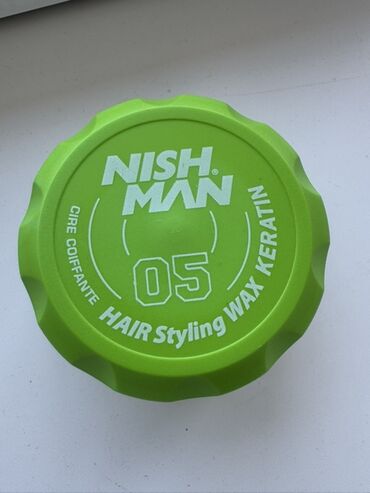 NISH
MAN®
05
CIRE COIFFANTE
HAIR Styling WAX KERATIN